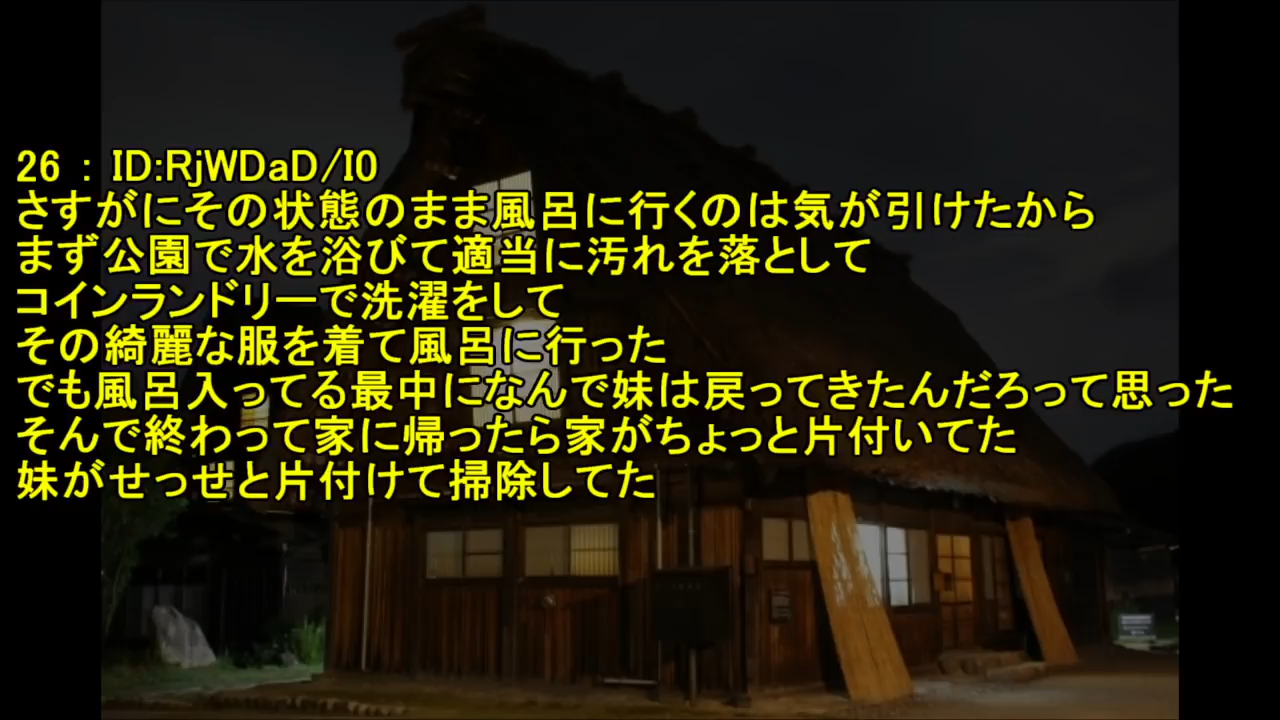 26 : ID:RjWDaD/I0
さすがにその状態のまま風呂に行くのは気が引けたから
まず公園で水を浴びて適当に汚れを落として
コインランドリーで洗濯をして
その綺麗な服を着て風呂に行った
でも風呂入ってる最中になんで妹は戻ってきたんだろって思った
そんで終わって家に帰ったら家がちょっと片付いてた
妹がせっせと片付けて掃除してた